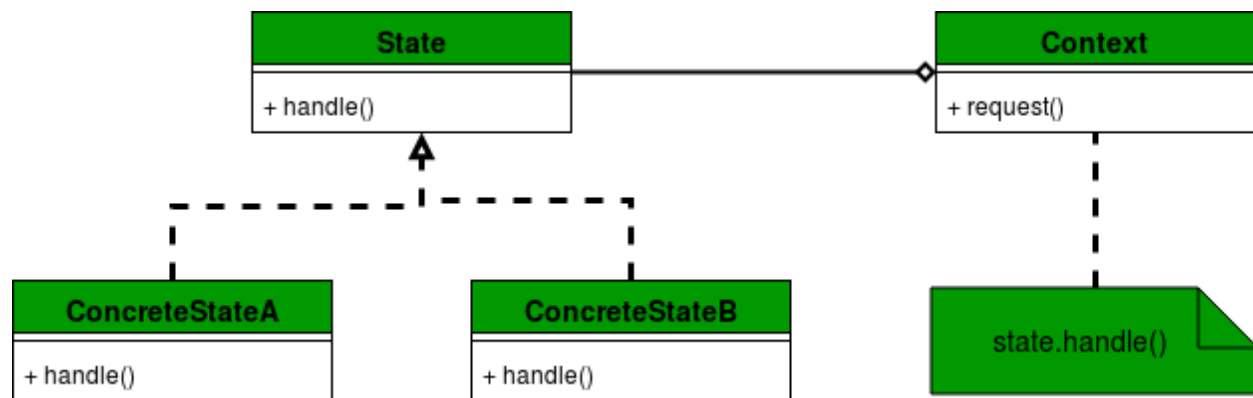 State
+ handle()
Context
+ request()
ConcreteStateA
+ handle()
ConcreteStateB
+ handle()
state.handle()